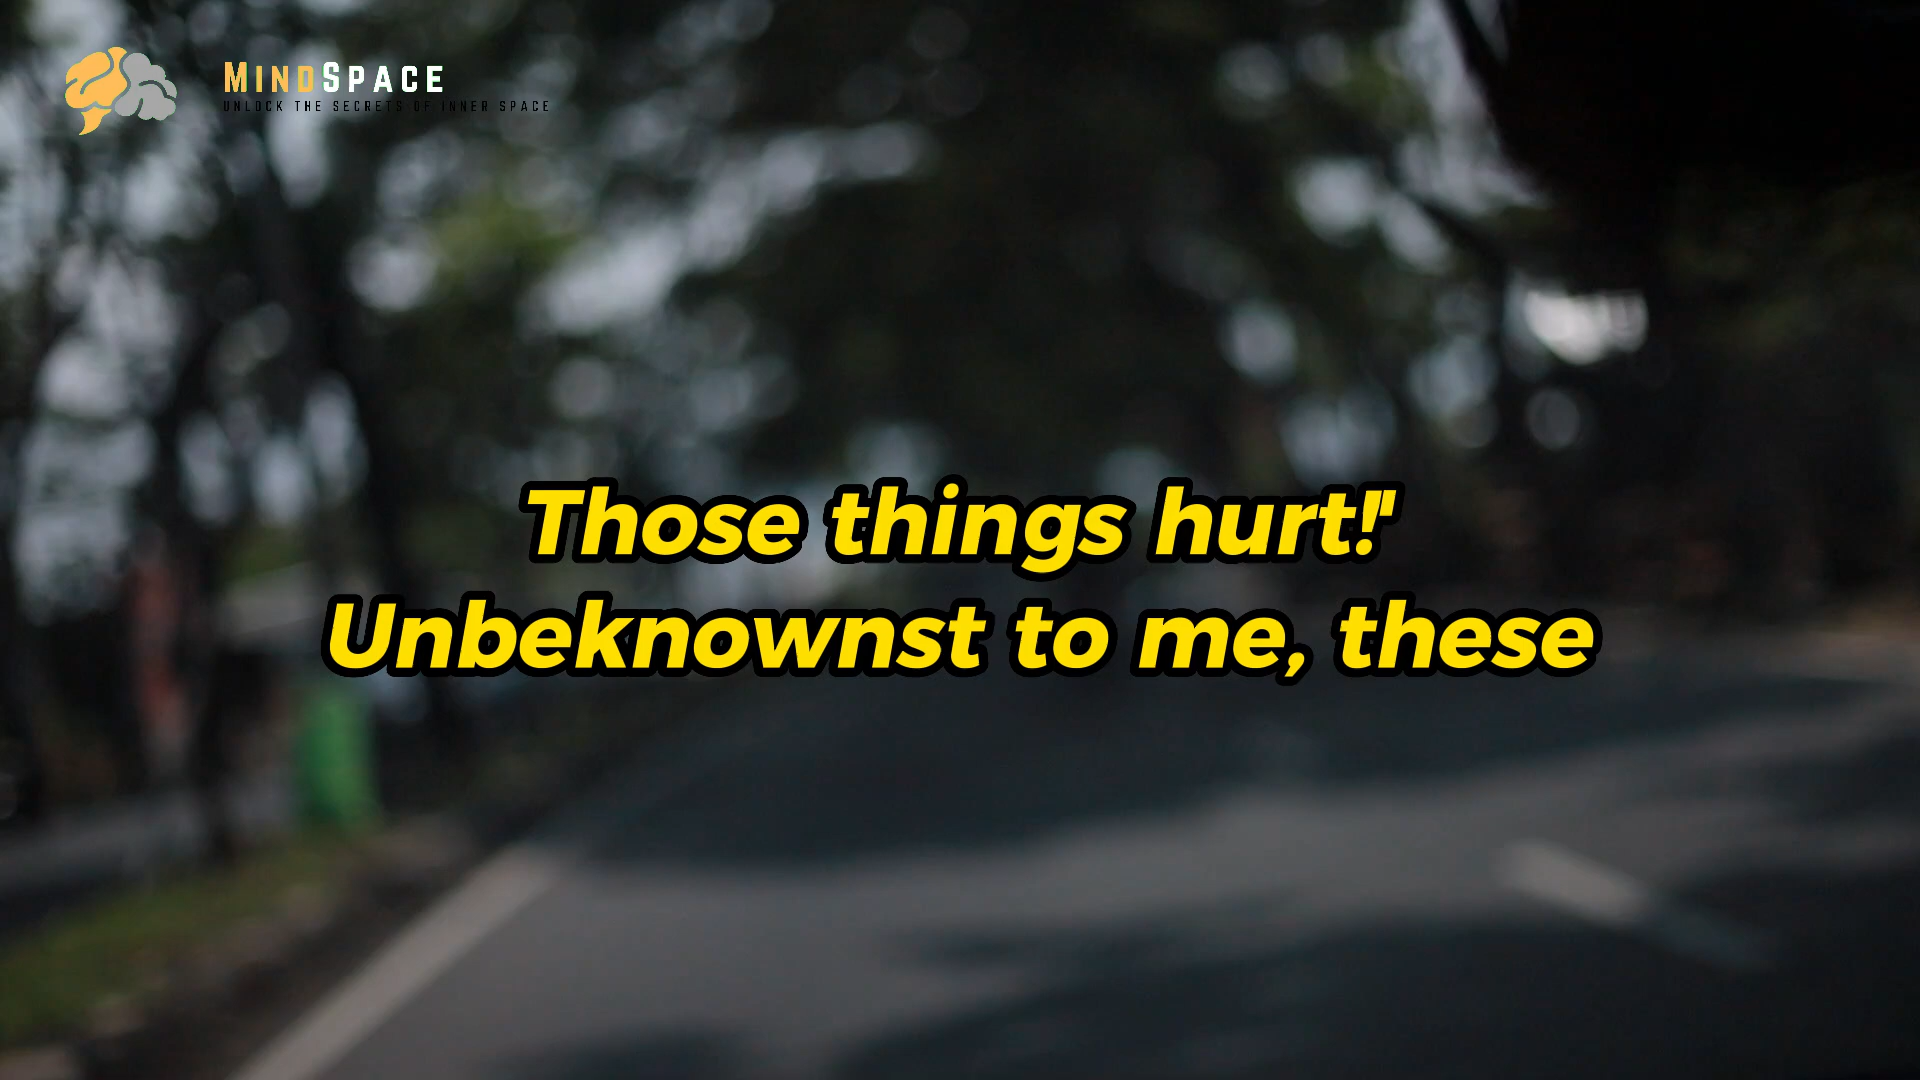 MINDSPACE
UNLOCK THE SECRETS OF INNER SPACE
Those things hurt!"
Unbeknownst to me, these